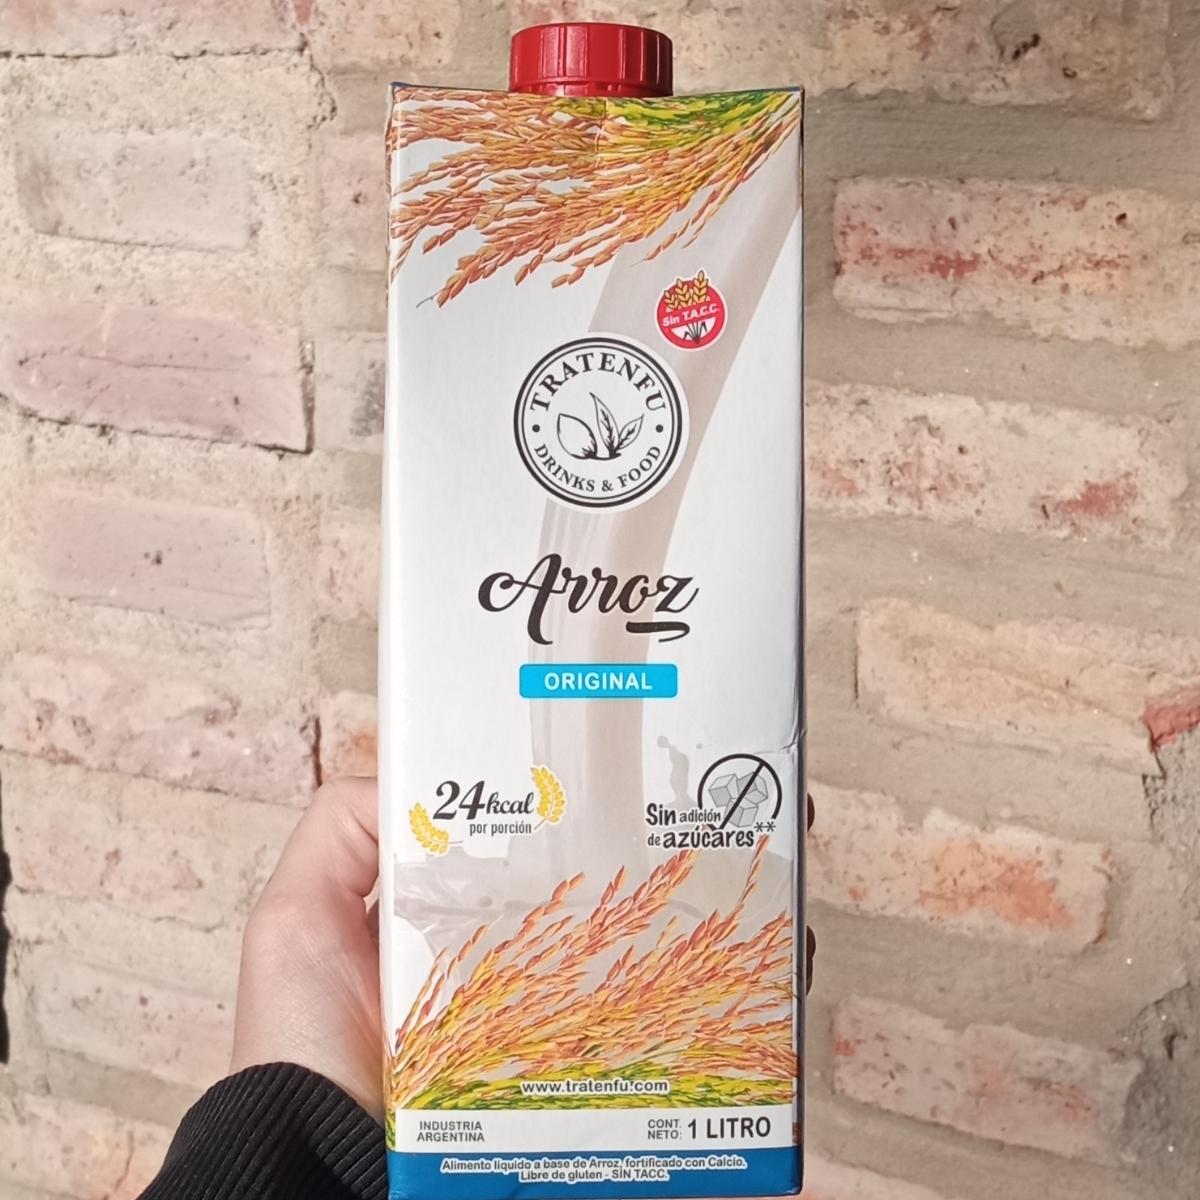 Sin T.A.C.C.
TRATENFU
DRINKS & FOOD
Arroz
ORIGINAL
24kcal
por porción
Sin adición
de azúcares**
www.tratenfu.com
INDUSTRIA
ARGENTINA
CONT.
NETO: 1 LITRO
Alimento líquido a base de Arroz, fortificado con Calcio.
Libre de gluten - SIN TACC.